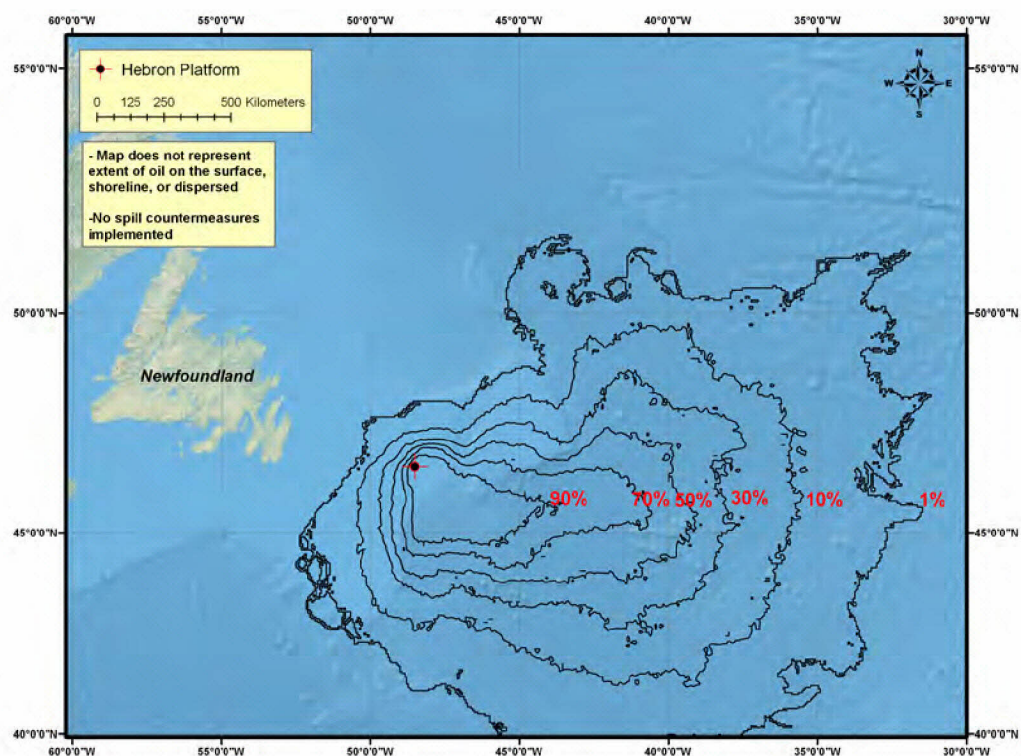 60°0'0"W 55°0'0"W 50°0'0"W 45°0'0"W 40°0'0"W 35°0'0"W 30°0'0"W
55°0'0"N 55°0'0"N
Hebron Platform
0 125 250 500 Kilometers
- Map does not represent
extent of oil on the surface,
shoreline, or dispersed
-No spill countermeasures
implemented
N
W E
S
50°0'0"N 50°0'0"N
Newfoundland
90% 70% 50% 30% 10% 1%
45°0'0"N 45°0'0"N
40°0'0"N 40°0'0"N
60°0'0"W 55°0'0"W 50°0'0"W 45°0'0"W 40°0'0"W 35°0'0"W 30°0'0"W